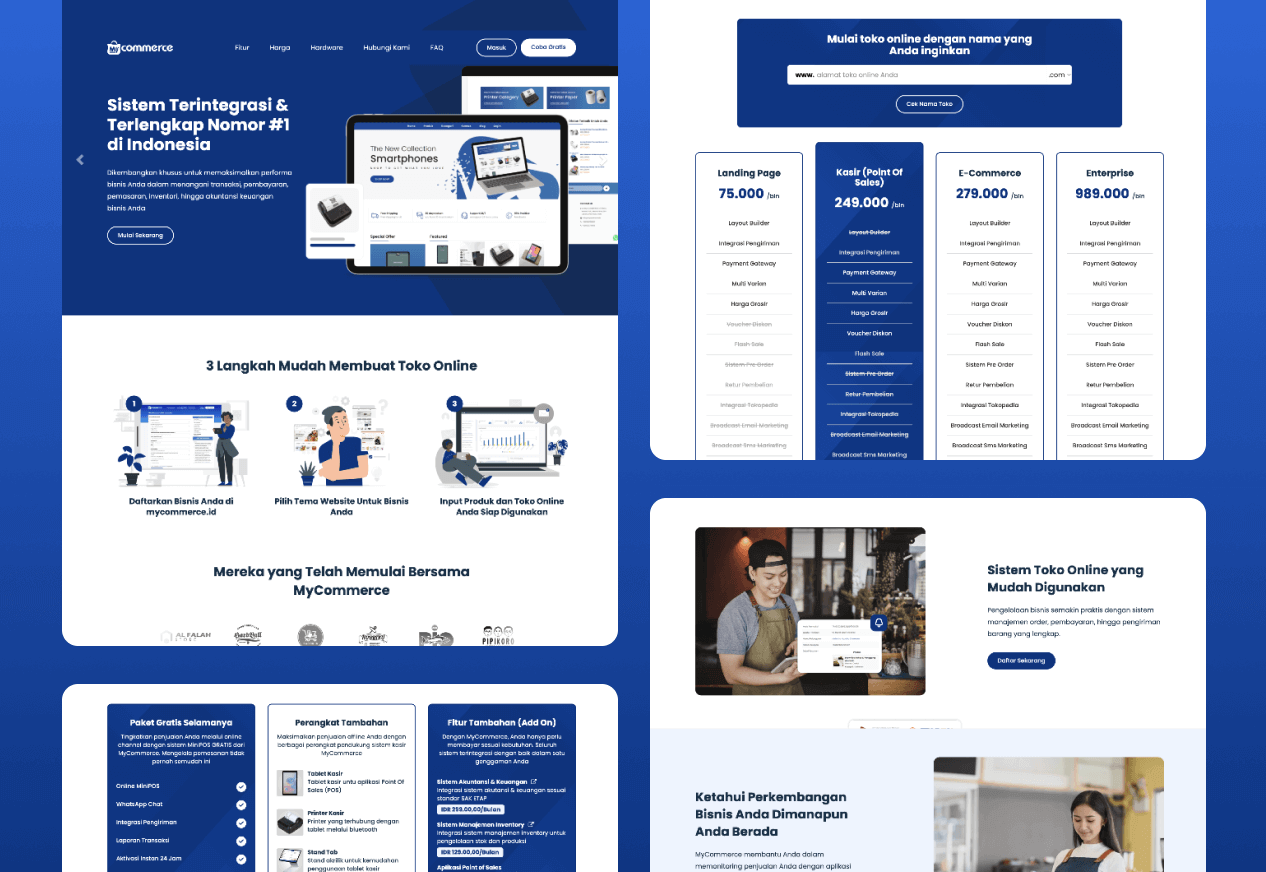 My commerce
Fitur
Harga
Hardware
Hubungi Kami
FAQ
Masuk
Coba Gratis
Sistem Terintegrasi &
Terlengkap Nomor #1
di Indonesia
Dikembangkan khusus untuk memaksimalkan performa
bisnis Anda dalam menangani transaksi, pembayaran,
pemasaran, inventori, hingga akuntansi keuangan
bisnis Anda
Mulai Sekarang
The New Collection
Smartphones
Special Offer
Featured
3 Langkah Mudah Membuat Toko Online
1
2
3
Daftarkan Bisnis Anda di
mycommerce.id
Pilih Tema Website Untuk Bisnis
Anda
Input Produk dan Toko Online
Anda Siap Digunakan
Mereka yang Telah Memulai Bersama
MyCommerce
AL FALAH
PIPIKORO
Paket Gratis Selamanya
Tingkatkan penjualan Anda melalui online
channel dengan sistem MiniPOS GRATIS dari
MyCommerce. Mengelola pemesanan tidak
pernah semudah ini
Online MiniPOS
WhatsApp Chat
Integrasi Pengiriman
Laporan Transaksi
Aktivasi Instan 24 Jam
Perangkat Tambahan
Maksimalkan penjualan offline Anda dengan
berbagai perangkat pendukung sistem kasir
MyCommerce
Tablet Kasir
Tablet kasir untu aplikasi Point Of
Sales (POS)
Printer Kasir
Printer yang terhubung dengan
tablet melalui bluetooth
Stand Tab
Stand akrilik untuk kemudahan
penggunaan tablet kasir
Fitur Tambahan (Add On)
Dengan MyCommerce, Anda hanya perlu
membayar sesuai kebutuhan. Seluruh
sistem terintegrasi dengan baik dalam satu
genggaman Anda
Sistem Akuntansi & Keuangan
Integrasi sistem akutansi & keuangan sesuai
standar SAK ETAP
IDR 259.00,00/Bulan
Sistem Manajemen Inventory
Integrasi sistem manajemen inventory untuk
pengelolaan stok dan produksi
IDR 129.00,00/Bulan
Aplikasi Point of Sales
Mulai toko online dengan nama yang
Anda inginkan
www. alamat toko online Anda .com
Cek Nama Toko
Landing Page
75.000 /bln
Layout Builder
Integrasi Pengiriman
Payment Gateway
Multi Varian
Harga Grosir
Voucher Diskon
Flash Sale
Sistem Pre Order
Retur Pembelian
Integrasi Tokopedia
Broadcast Email Marketing
Broadcast Sms Marketing
Kasir (Point Of
Sales)
249.000 /bln
Layout Builder
Integrasi Pengiriman
Payment Gateway
Multi Varian
Harga Grosir
Voucher Diskon
Flash Sale
Sistem Pre Order
Retur Pembelian
Integrasi Tokopedia
Broadcast Email Marketing
Broadcast Sms Marketing
E-Commerce
279.000 /bln
Layout Builder
Integrasi Pengiriman
Payment Gateway
Multi Varian
Harga Grosir
Voucher Diskon
Flash Sale
Sistem Pre Order
Retur Pembelian
Integrasi Tokopedia
Broadcast Email Marketing
Broadcast Sms Marketing
Enterprise
989.000 /bln
Layout Builder
Integrasi Pengiriman
Payment Gateway
Multi Varian
Harga Grosir
Voucher Diskon
Flash Sale
Sistem Pre Order
Retur Pembelian
Integrasi Tokopedia
Broadcast Email Marketing
Broadcast Sms Marketing
Sistem Toko Online yang
Mudah Digunakan
Pengelolaan bisnis semakin praktis dengan sistem
manajemen order, pembayaran, hingga pengiriman
barang yang lengkap.
Daftar Sekarang
Ketahui Perkembangan
Bisnis Anda Dimanapun
Anda Berada
MyCommerce membantu Anda dalam
memonitoring penjualan Anda dengan aplikasi